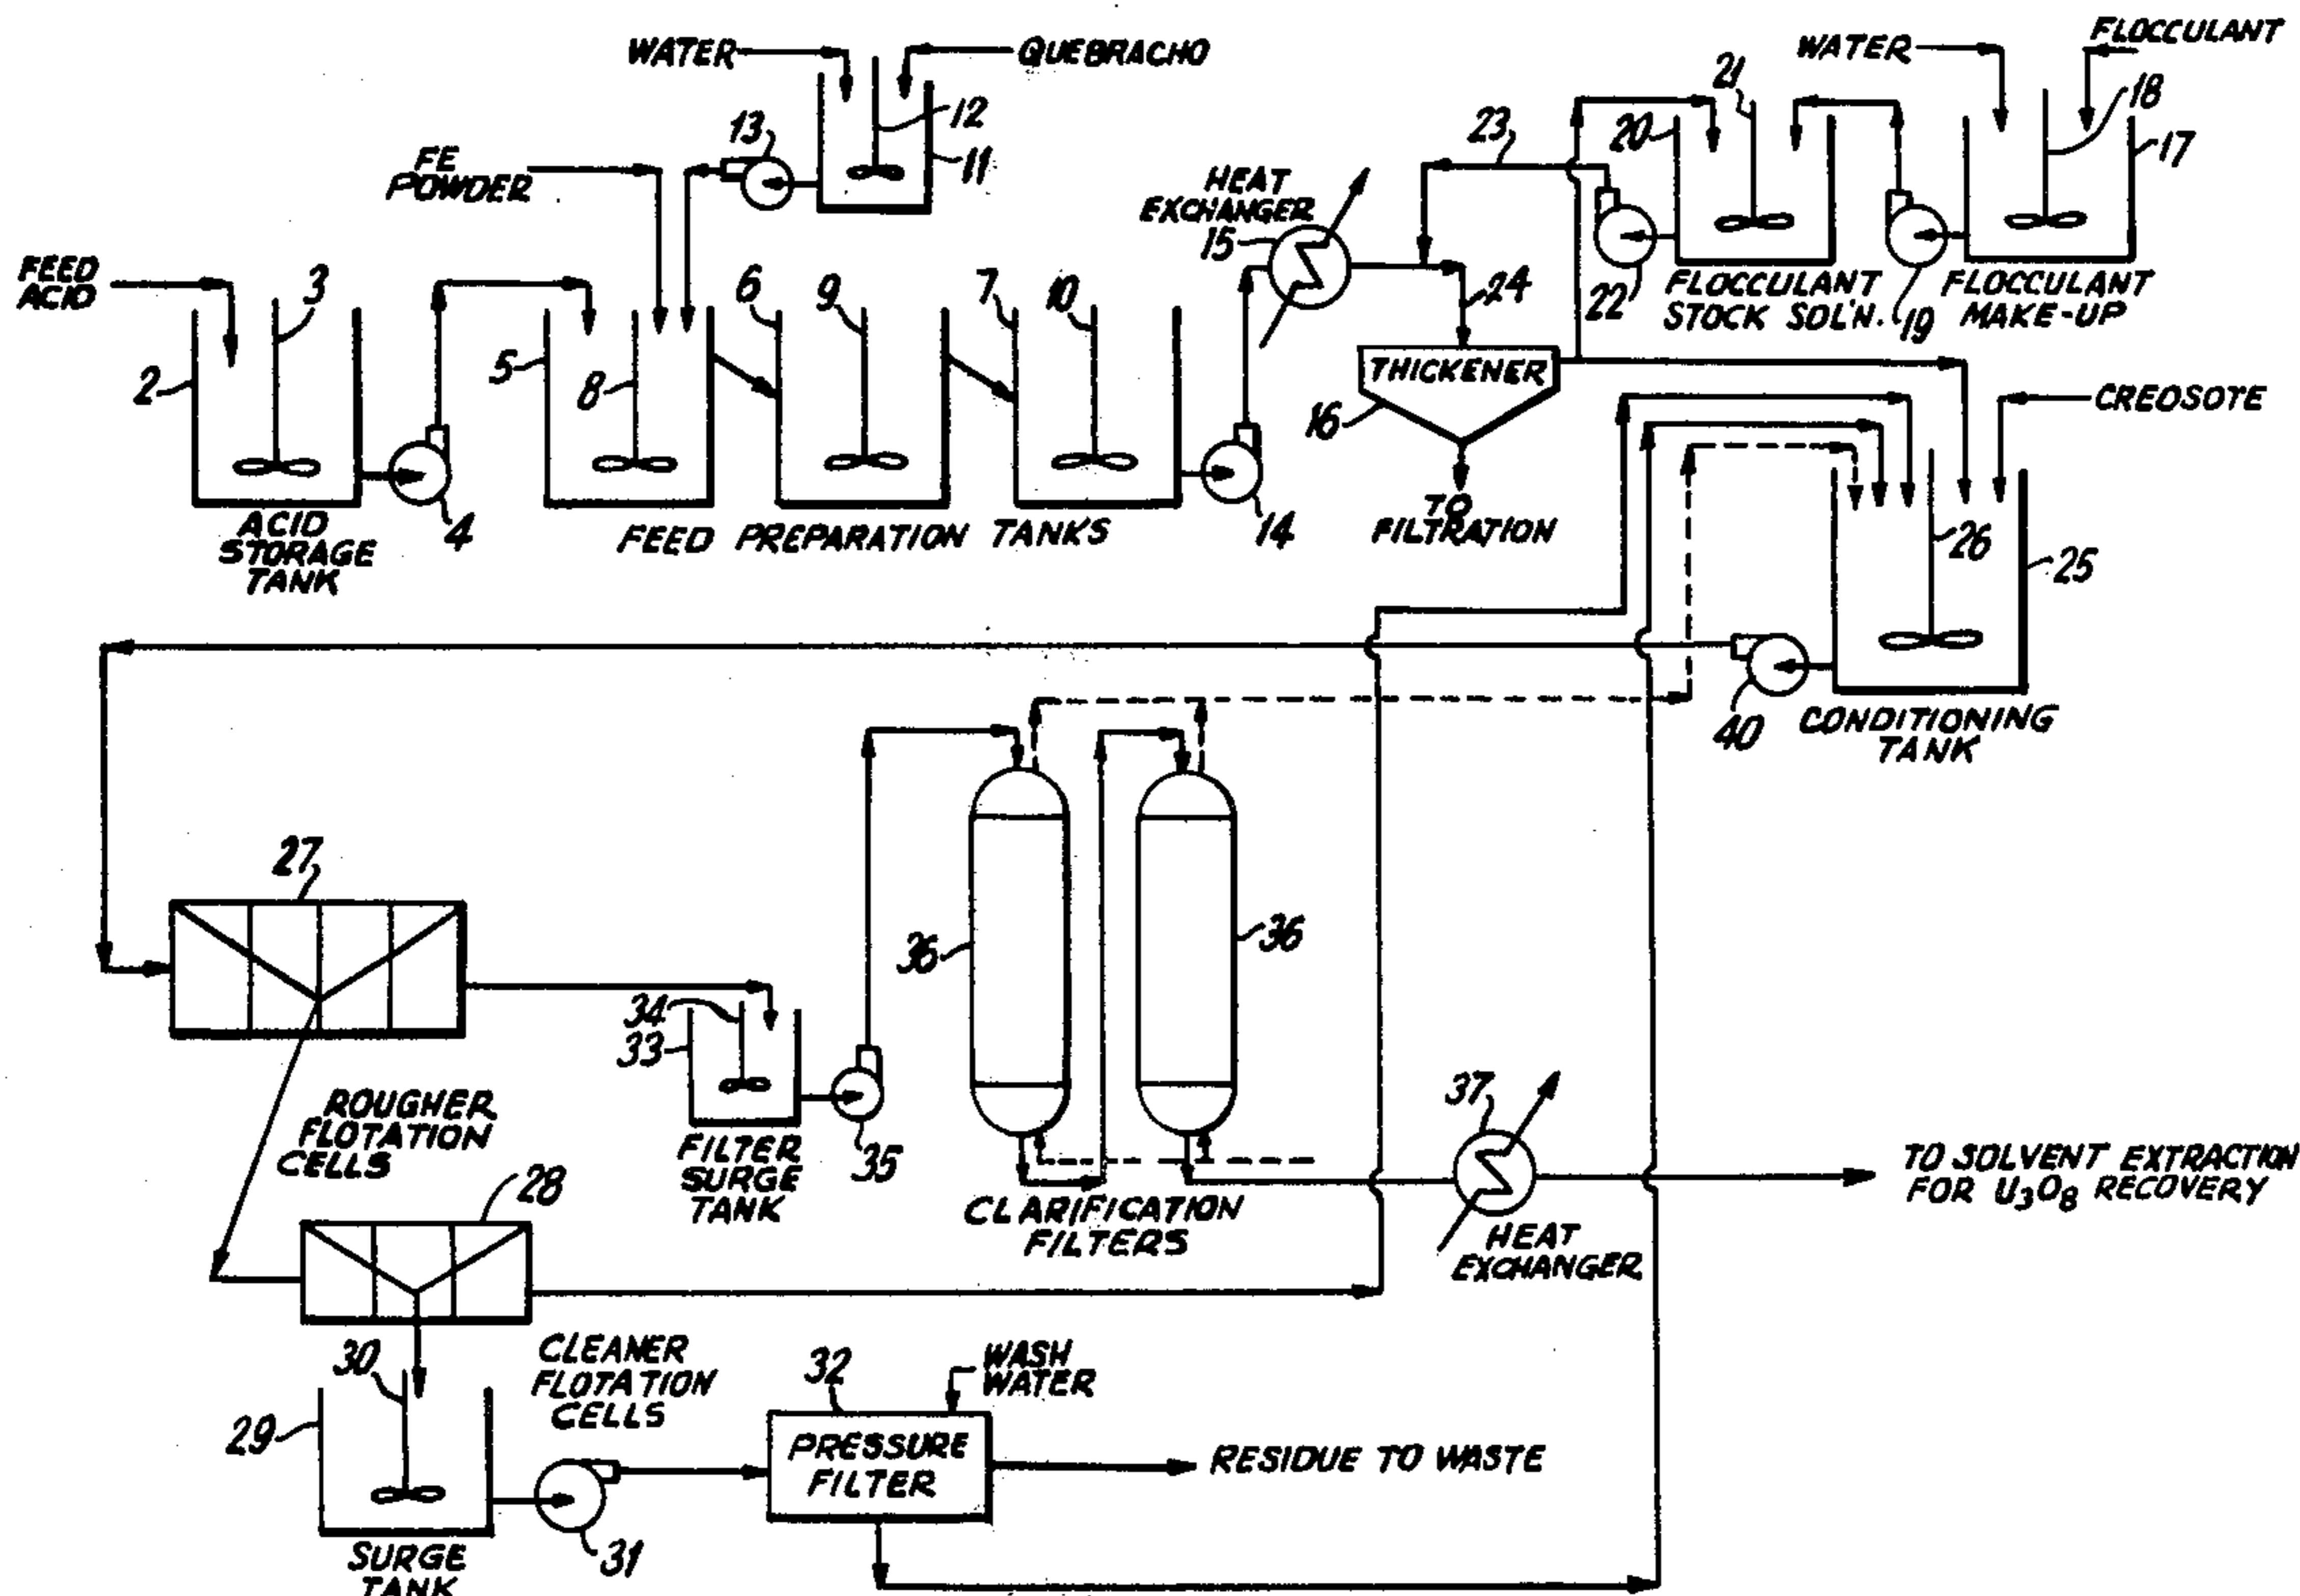 WATER
QUEBRACHO
12
13
11
FE
POWDER
FEED
ACID
3
2
4
ACID
STORAGE
TANK
5
8
6
9
7
10
FEED PREPARATION TANKS
14
HEAT
EXCHANGER
15
23
24
THICKENER
16
TO
FILTRATION
WATER
FLOCCULANT
21
20
18
17
22
19
FLOCCULANT
STOCK SOL'N.
FLOCCULANT
MAKE-UP
CREOSOTE
26
25
40
CONDITIONING
TANK
27
ROUGHER
FLOTATION
CELLS
34
33
35
FILTER
SURGE
TANK
36
36
CLARIFICATION
FILTERS
37
HEAT
EXCHANGER
TO SOLVENT EXTRACTION
FOR U3O8 RECOVERY
28
CLEANER
FLOTATION
CELLS
30
29
31
SURGE
TANK
32
WASH
WATER
PRESSURE
FILTER
RESIDUE TO WASTE